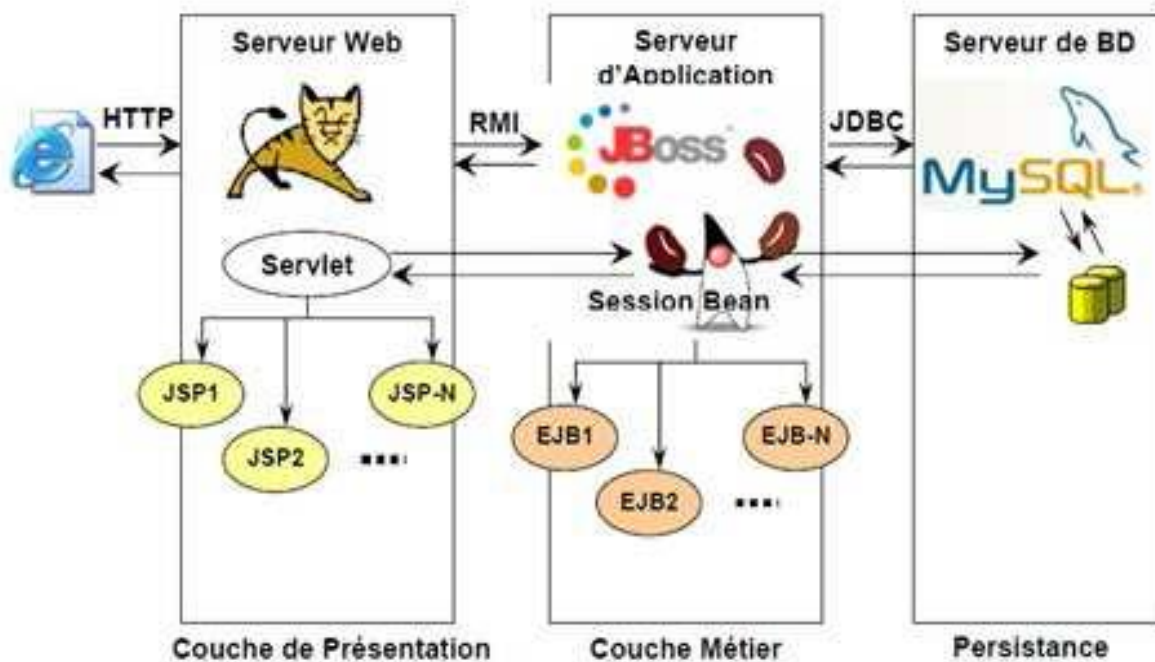 Serveur Web
Serveur
d'Application
Serveur de BD
HTTP
RMI
JBoss
JDBC
MySQL
Servlet
Session Bean
JSP1
JSP-N
JSP2
EJB1
EJB-N
EJB2
Couche de Présentation
Couche Métier
Persistance